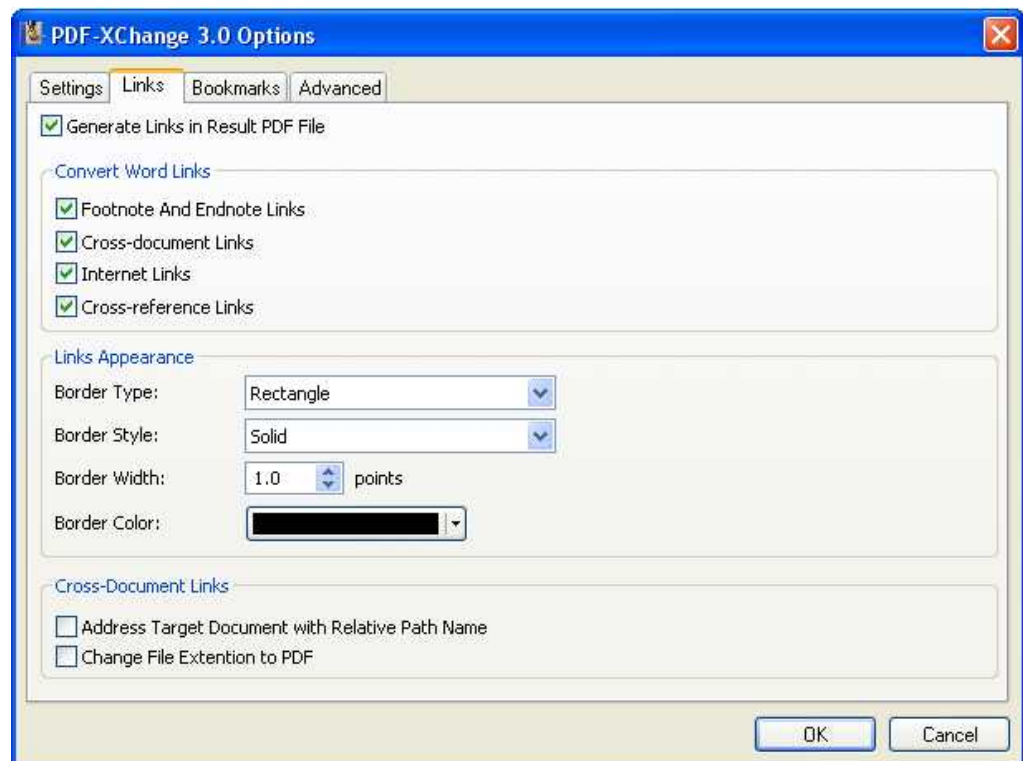 PDF-XChange 3.0 Options
Settings Links Bookmarks Advanced
Generate Links in Result PDF File
Convert Word Links
Footnote And Endnote Links
Cross-document Links
Internet Links
Cross-reference Links
Links Appearance
Border Type: Rectangle
Border Style: Solid
Border Width: 1.0 points
Border Color:
Cross-Document Links
Address Target Document with Relative Path Name
Change File Extention to PDF
OK Cancel